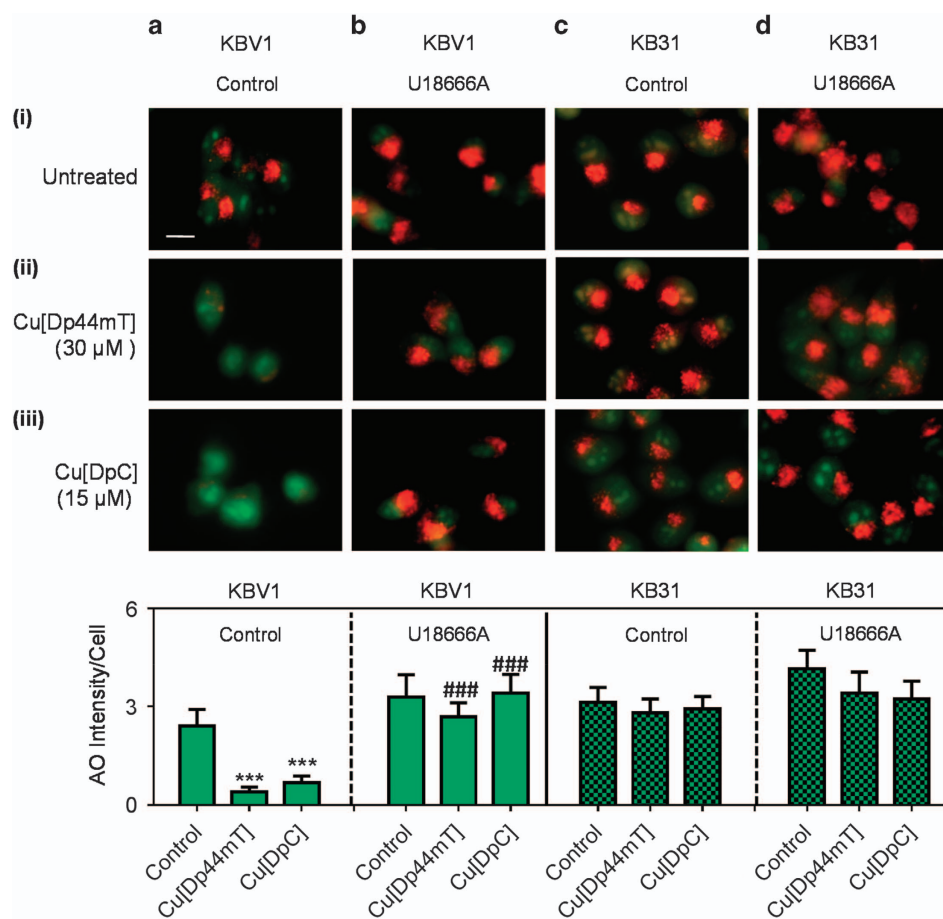 a b c d
KBV1 KBV1 KB31 KB31
Control U18666A Control U18666A
(i)
Untreated
(ii)
Cu[Dp44mT]
(30 µM )
(iii)
Cu[DpC]
(15 µM)
KBV1 KBV1 KB31 KB31
6
Control U18666A Control U18666A
AO Intensity/Cell
### ###
3
*** ***
0
Control Cu[Dp44mT] Cu[DpC] Control Cu[Dp44mT] Cu[DpC] Control Cu[Dp44mT] Cu[DpC] Control Cu[Dp44mT] Cu[DpC]